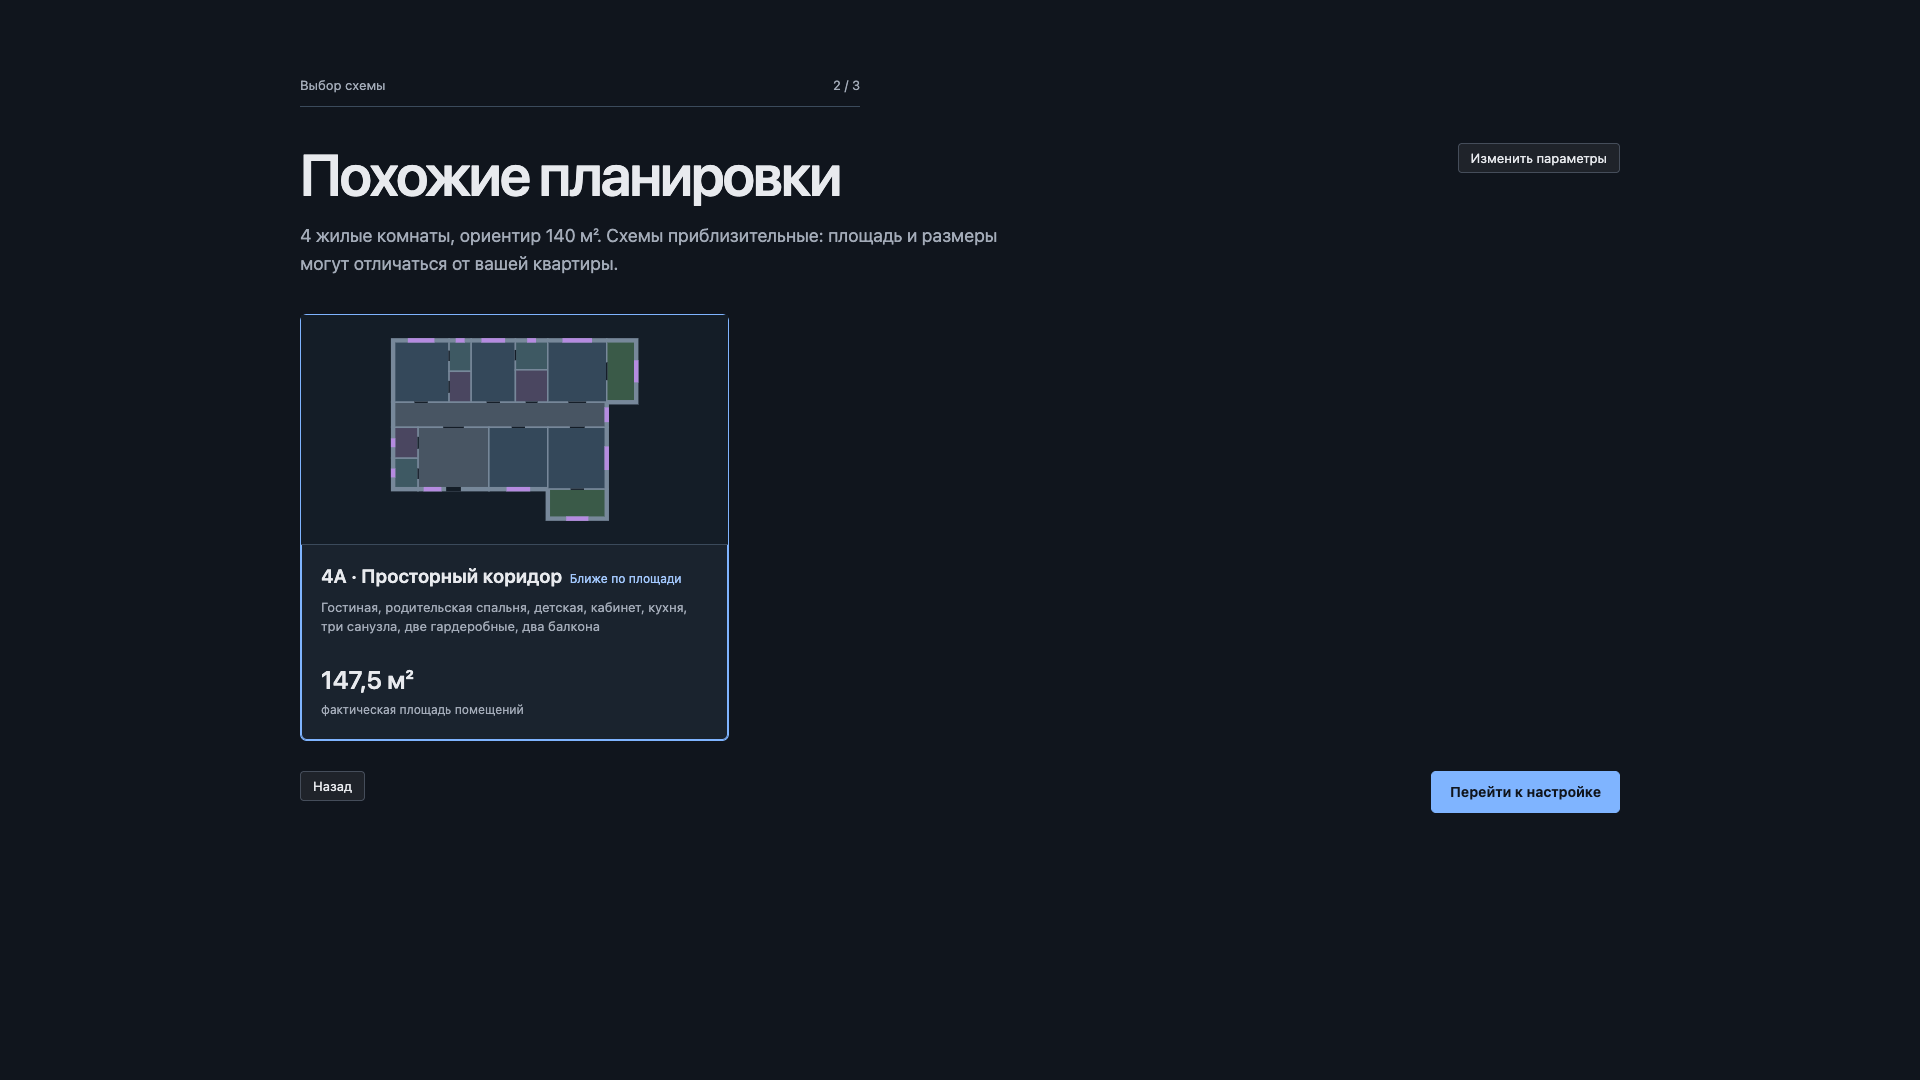 Выбор схемы
2 / 3
Похожие планировки
Изменить параметры
4 жилые комнаты, ориентир 140 м². Схемы приблизительные: площадь и размеры
могут отличаться от вашей квартиры.
4A · Просторный коридор Ближе по площади
Гостиная, родительская спальня, детская, кабинет, кухня,
три санузла, две гардеробные, два балкона
147,5 м²
фактическая площадь помещений
Назад
Перейти к настройке